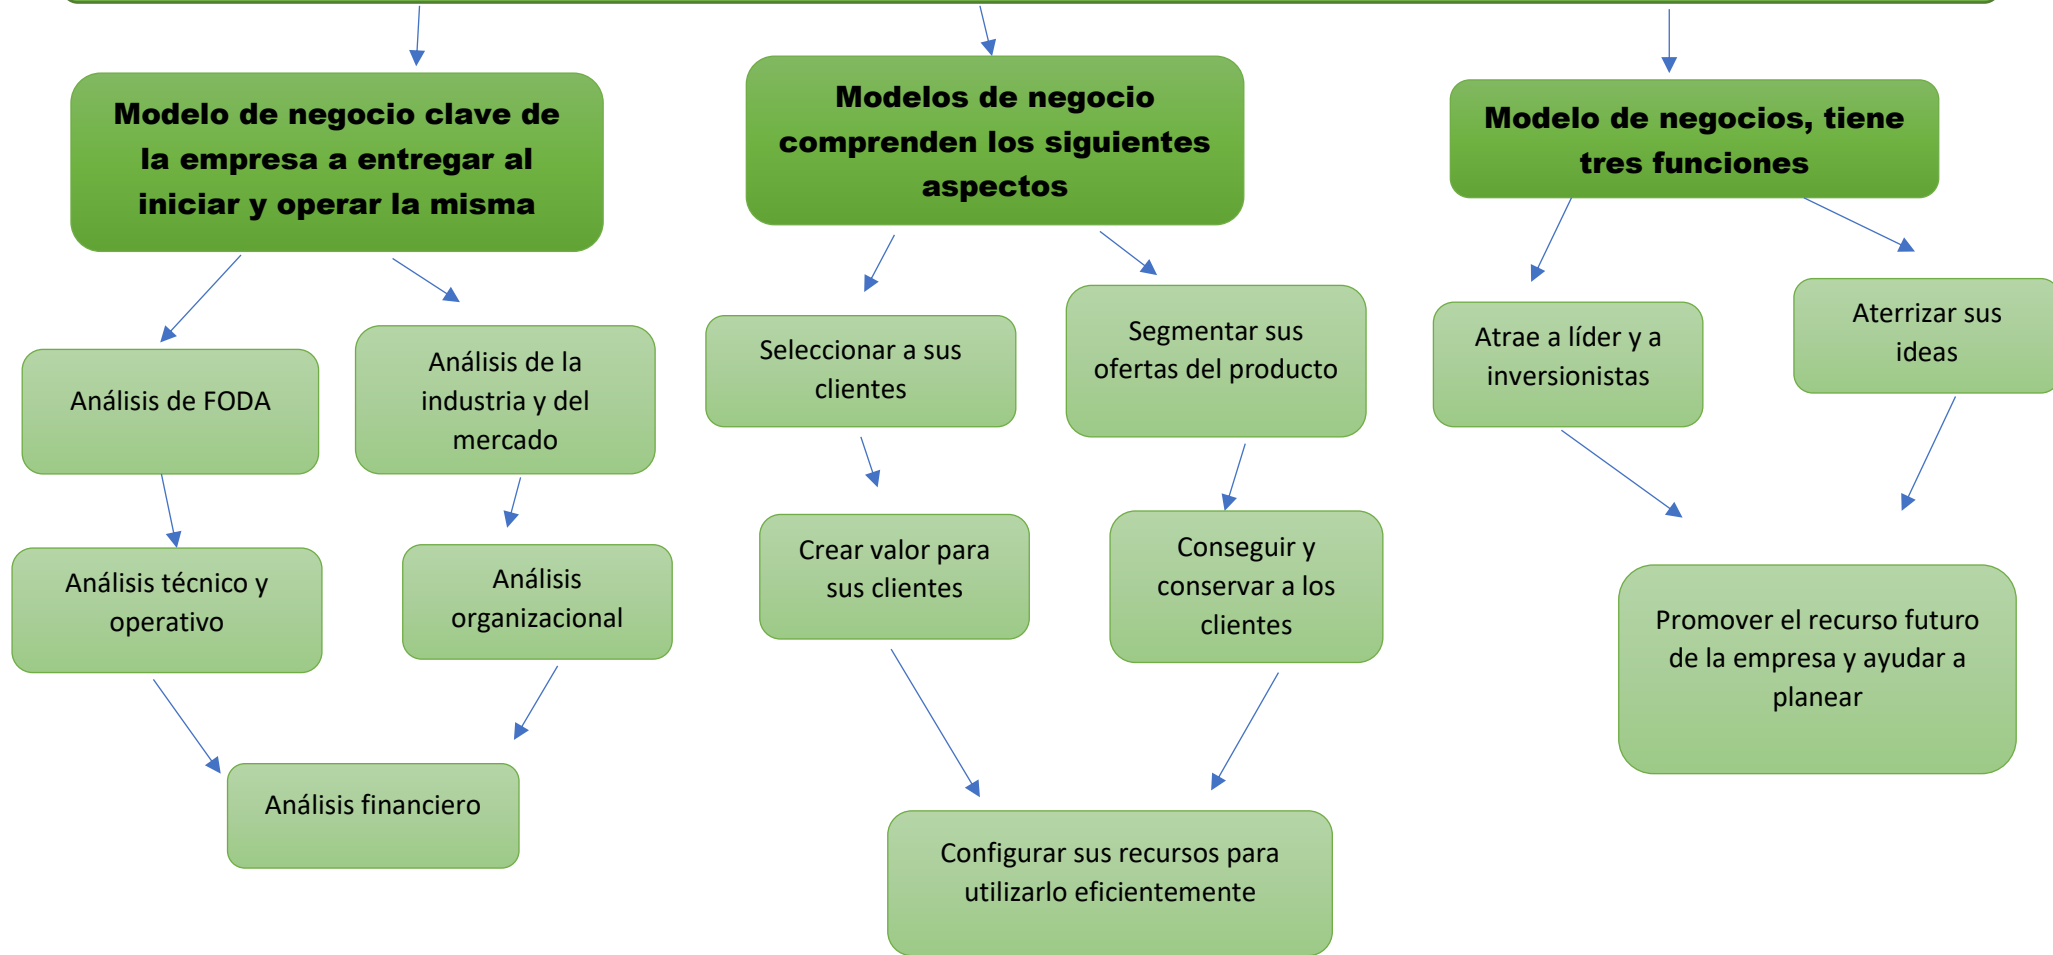 Modelo de negocio clave de
la empresa a entregar al
iniciar y operar la misma
Modelos de negocio
comprenden los siguientes
aspectos
Modelo de negocios, tiene
tres funciones
Análisis de FODA
Análisis de la
industria y del
mercado
Seleccionar a sus
clientes
Segmentar sus
ofertas del producto
Atrae a líder y a
inversionistas
Aterrizar sus
ideas
Análisis técnico y
operativo
Análisis
organizacional
Crear valor para
sus clientes
Conseguir y
conservar a los
clientes
Promover el recurso futuro
de la empresa y ayudar a
planear
Análisis financiero
Configurar sus recursos para
utilizarlo eficientemente